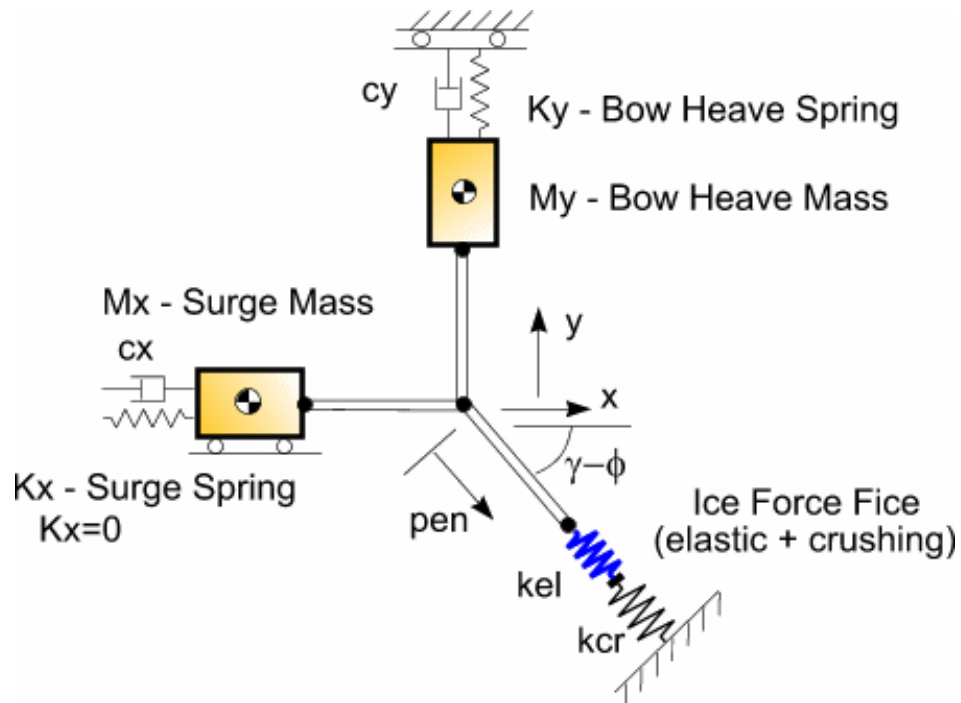 cy
Ky - Bow Heave Spring
My - Bow Heave Mass
Mx - Surge Mass
cx
y
x
γ–ϕ
Kx - Surge Spring
Kx=0
pen
Ice Force Fice
(elastic + crushing)
kel
kcr